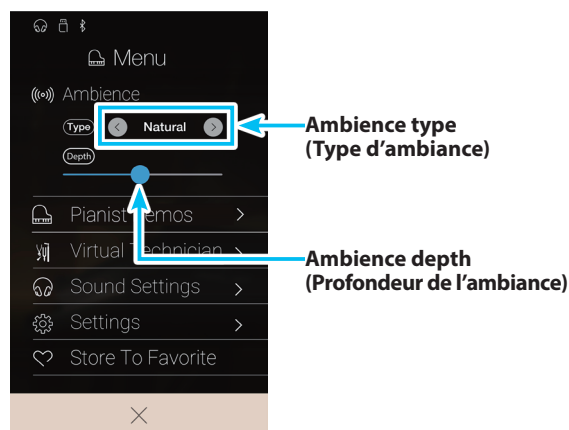 Menu
Ambience
Type
Natural
Ambience type
(Type d'ambiance)
Depth
Pianist Demos
Virtual Technician
Ambience depth
(Profondeur de l'ambiance)
Sound Settings
Settings
Store To Favorite